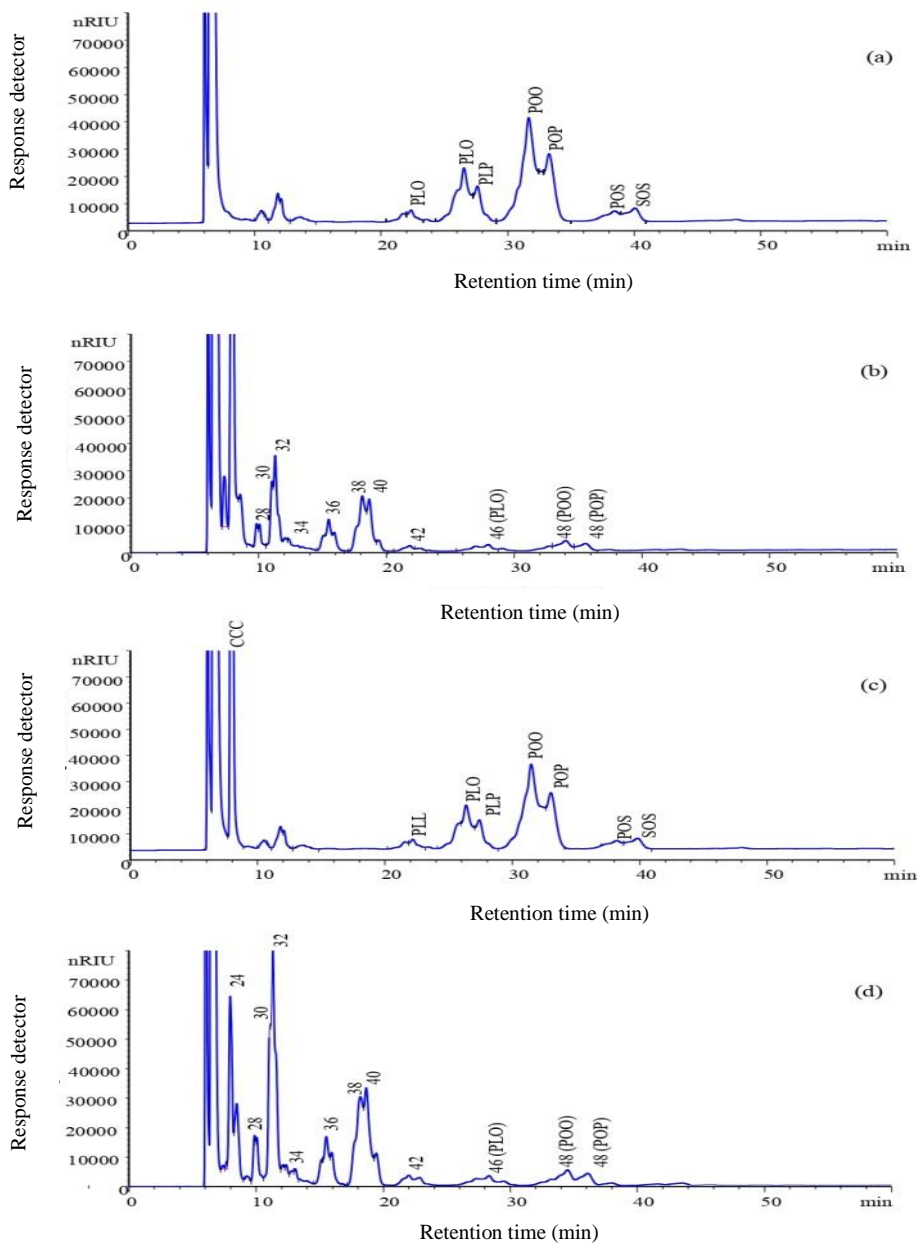 nRIU
70000
60000
50000
40000
30000
20000
10000
0
Response detector
(a)
PLO
PLO
PLP
POO
POP
POS
SOS
0 10 20 30 40 50 min
Retention time (min)
nRIU
70000
60000
50000
40000
30000
20000
10000
0
Response detector
(b)
28
30
32
34
36
38
40
42
46 (PLO)
48 (POO)
48 (POP)
0 10 20 30 40 50 min
Retention time (min)
nRIU
70000
60000
50000
40000
30000
20000
10000
0
Response detector
(c)
CCC
PLL
PLO
PLP
POO
POP
POS
SOS
0 10 20 30 40 50 min
Retention time (min)
nRIU
70000
60000
50000
40000
30000
20000
10000
0
Response detector
(d)
24
28
30
32
34
36
38
40
42
46 (PLO)
48 (POO)
48 (POP)
0 10 20 30 40 50 min
Retention time (min)